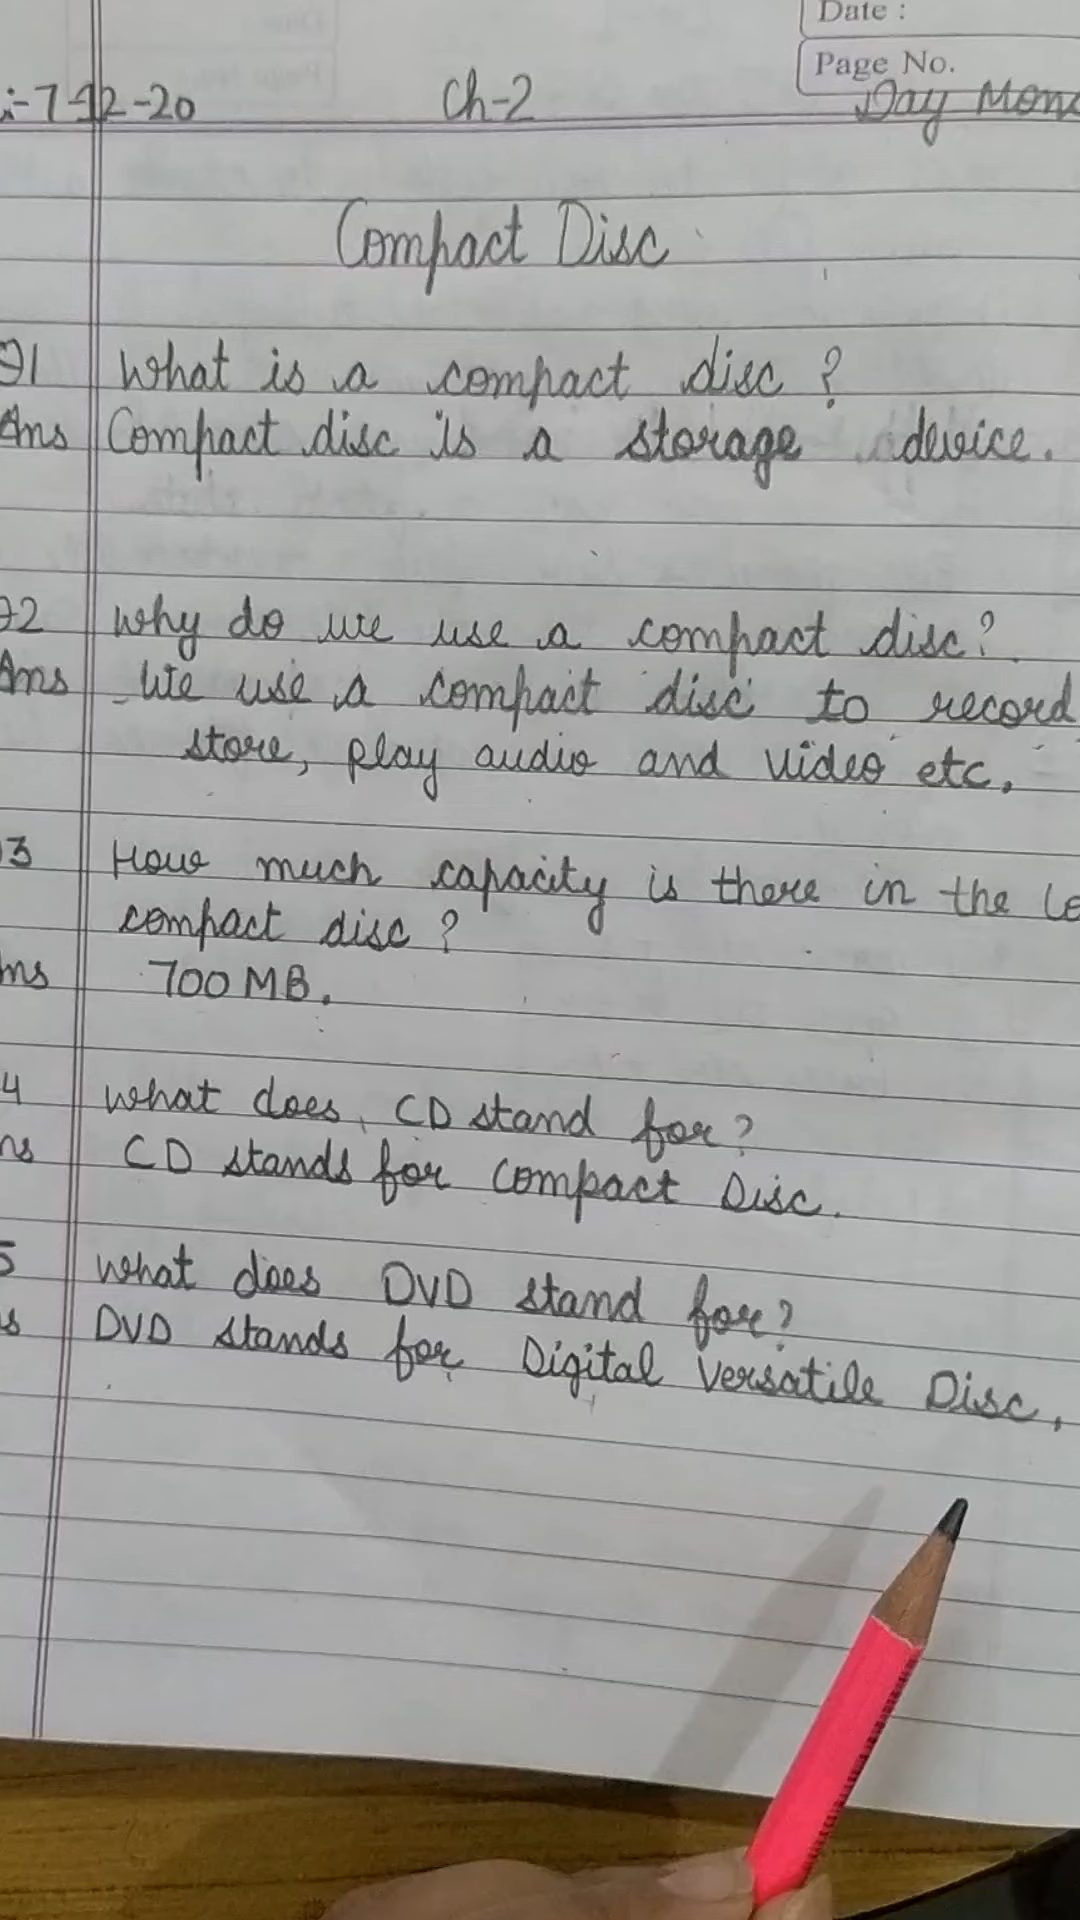 Date :
Page No.
:-7-12-20 Ch-2 Day Mon
Compact Disc
Q1 What is a compact disc ?
Ans Compact disc is a storage device.
Q2 Why do we use a compact disc?
Ans We use a compact disc to record
store, play audio and video etc.
3 How much capacity is there in the
compact disc ?
ns 700 MB.
4 What does CD stand for?
ns CD stands for Compact Disc.
5 What does DVD stand for?
s DVD stands for Digital Versatile Disc.